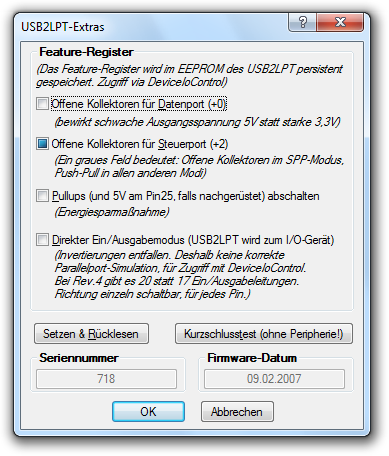 USB2LPT-Extras
Feature-Register
(Das Feature-Register wird im EEPROM des USB2LPT persistent
gespeichert. Zugriff via DeviceIoControl)
Offene Kollektoren für Datenport (+0)
(bewirkt schwache Ausgangsspannung 5V statt starke 3,3V)
Offene Kollektoren für Steuerport (+2)
(Ein graues Feld bedeutet: Offene Kollektoren im SPP-Modus,
Push-Pull in allen anderen Modi)
Pullups (und 5V am Pin25, falls nachgerüstet) abschalten
(Energiesparmaßnahme)
Direkter Ein/Ausgabemodus (USB2LPT wird zum I/O-Gerät)
(Invertierungen entfallen. Deshalb keine korrekte
Parallelport-Simulation, für Zugriff mit DeviceIoControl.
Bei Rev.4 gibt es 20 statt 17 Ein/Ausgabeleitungen.
Richtung einzeln schaltbar, für jedes Pin.)
Setzen & Rücklesen
Kurzschlusstest (ohne Peripherie!)
Seriennummer
Firmware-Datum
718
09.02.2007
OK
Abbrechen